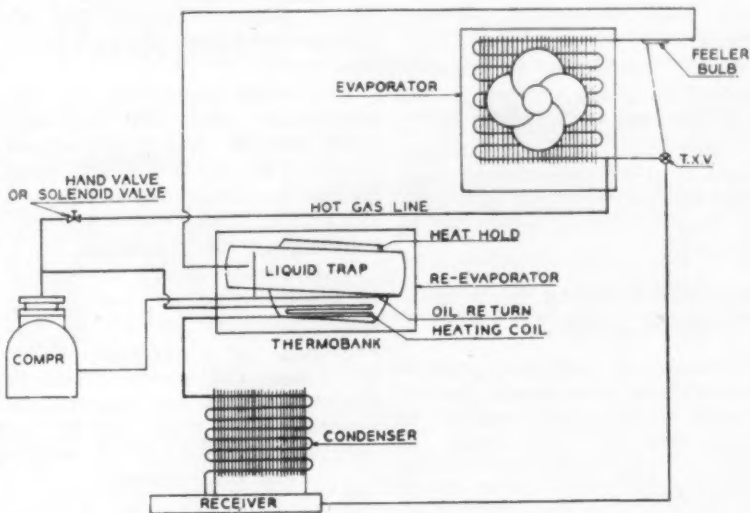 FEELER
BULB
EVAPORATOR
T.X.V
HAND VALVE
OR SOLENOID VALVE
HOT GAS LINE
HEAT HOLD
LIQUID TRAP
RE-EVAPORATOR
OIL RETURN
HEATING COIL
THERMOBANK
COMPR
CONDENSER
RECEIVER